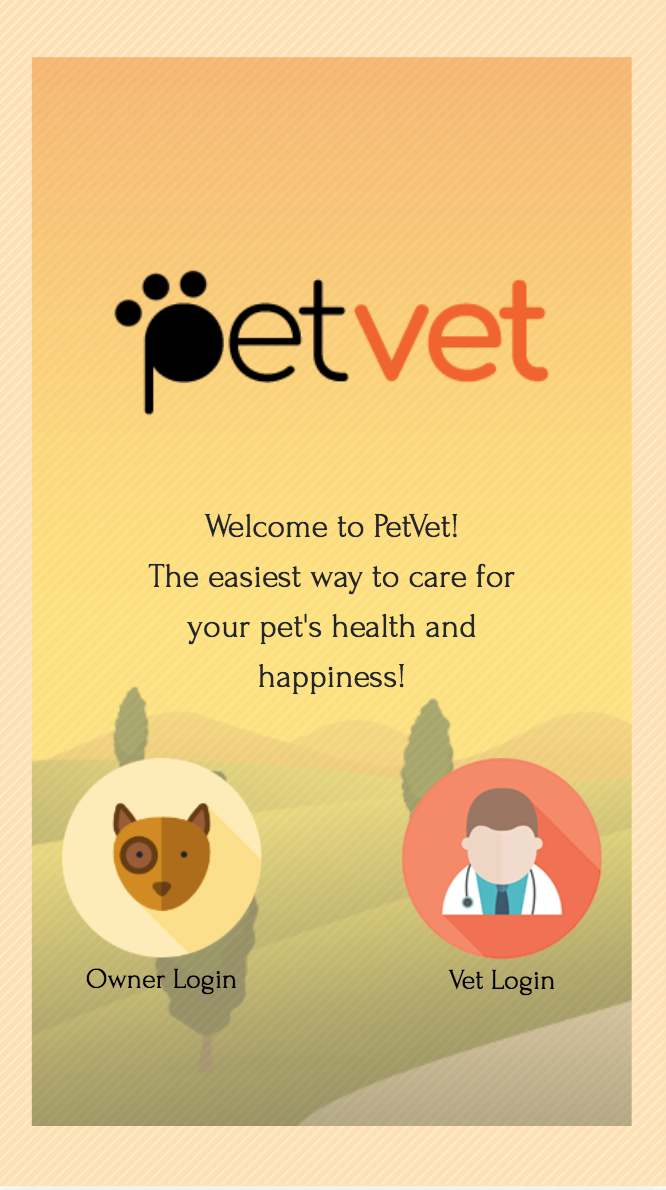 petvet
Welcome to PetVet!
The easiest way to care for
your pet's health and
happiness!
Owner Login
Vet Login